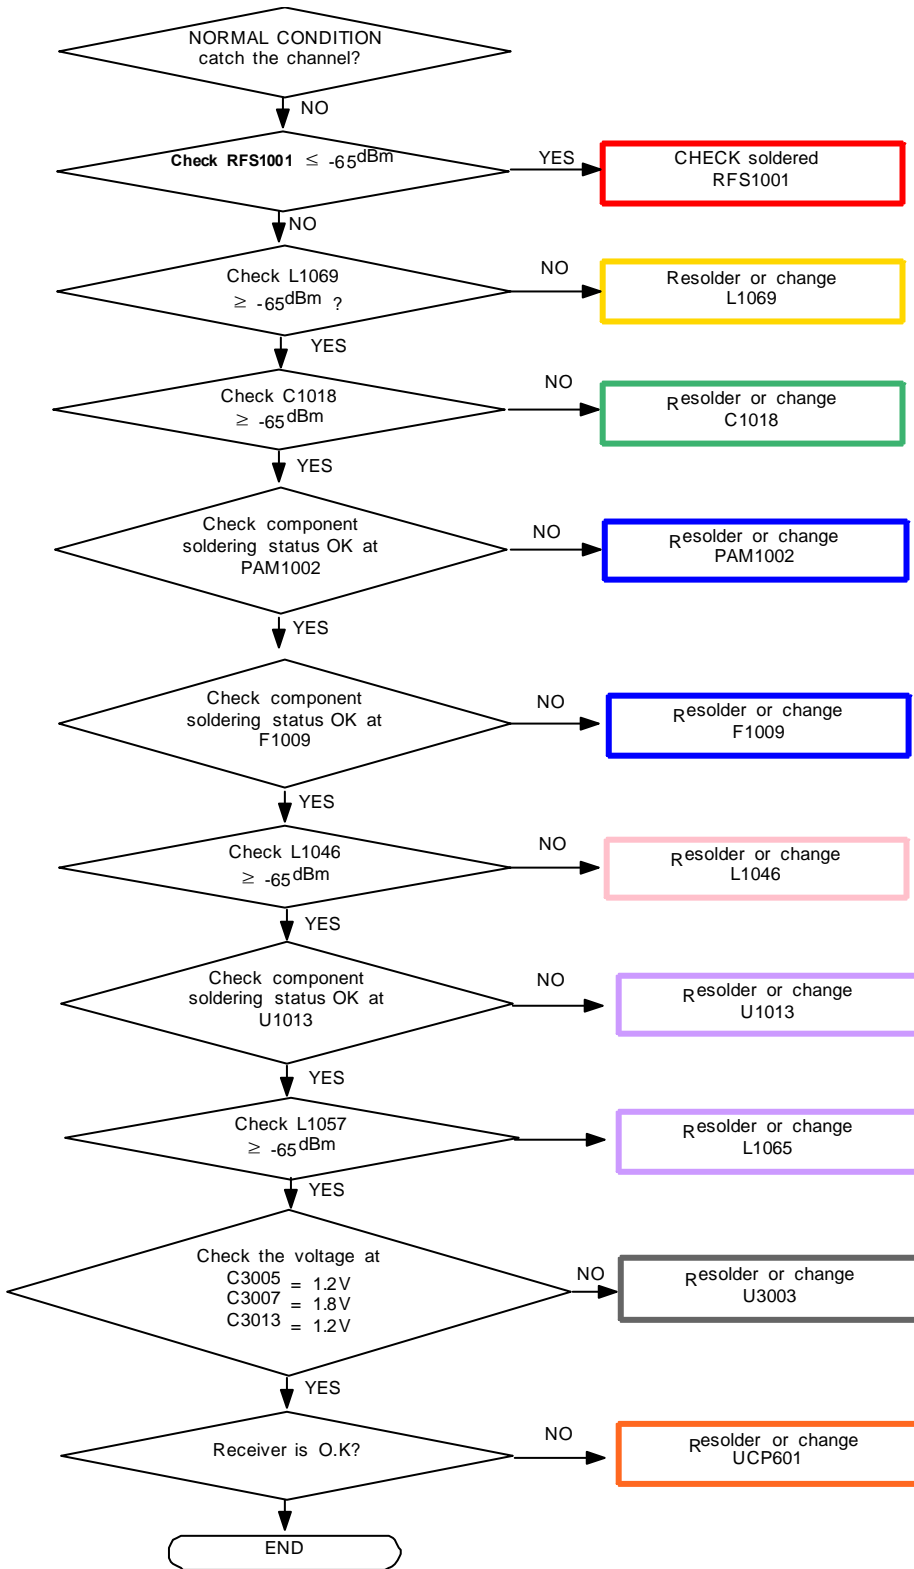 NORMAL CONDITION
catch the channel?
NO
Check RFS1001 ≤ -65dBm
YES
CHECK soldered
RFS1001
NO
Check L1069
≥ -65dBm ?
NO
Resolder or change
L1069
YES
Check C1018
≥ -65dBm
NO
Resolder or change
C1018
YES
Check component
soldering status OK at
PAM1002
NO
Resolder or change
PAM1002
YES
Check component
soldering status OK at
F1009
NO
Resolder or change
F1009
YES
Check L1046
≥ -65dBm
NO
Resolder or change
L1046
YES
Check component
soldering status OK at
U1013
NO
Resolder or change
U1013
YES
Check L1057
≥ -65dBm
Resolder or change
L1065
YES
Check the voltage at
C3005 = 1.2V
C3007 = 1.8V
C3013 = 1.2V
NO
Resolder or change
U3003
YES
Receiver is O.K?
NO
Resolder or change
UCP601
END